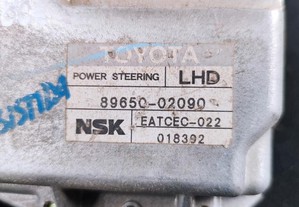 TOYOTA
POWER STEERING LHD
89650-02090
NSK EATCEC-022
018392